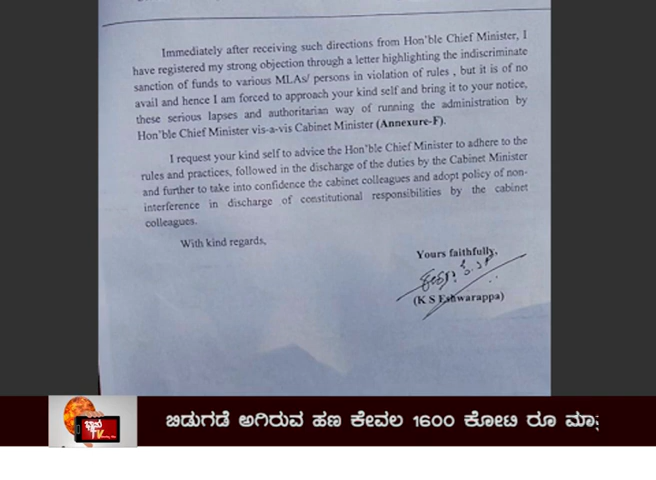 Immediately after receiving such directions from Hon'ble Chief Minister, I
have registered my strong objection through a letter highlighting the indiscriminate
sanction of funds to various MLAs/ persons in violation of rules , but it is of no
avail and hence I am forced to approach your kind self and bring it to your notice,
these serious lapses and authoritarian way of running the administration by
Hon'ble Chief Minister vis-a-vis Cabinet Minister (Annexure-F).
I request your kind self to advice the Hon'ble Chief Minister to adhere to the
rules and practices, followed in the discharge of the duties by the Cabinet Minister
and further to take into confidence the cabinet colleagues and adopt policy of non-
interference in discharge of constitutional responsibilities by the cabinet
colleagues.
With kind regards,
Yours faithfully,
(K S Eshwarappa)
TV
ಬಿಡುಗಡೆ ಆಗಿರುವ ಹಣ ಕೇವಲ 1600 ಕೋಟಿ ರೂ